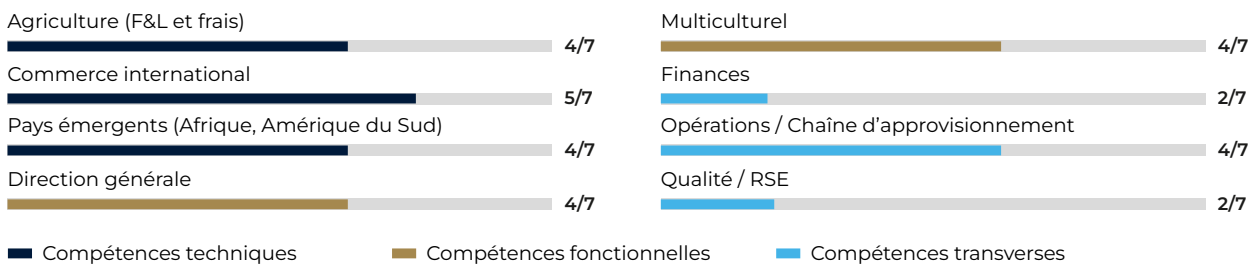 Agriculture (F&L et frais)
4/7
Commerce international
5/7
Pays émergents (Afrique, Amérique du Sud)
4/7
Direction générale
4/7
Multiculturel
4/7
Finances
2/7
Opérations / Chaîne d'approvisionnement
4/7
Qualité / RSE
2/7
Compétences techniques
Compétences fonctionnelles
Compétences transverses